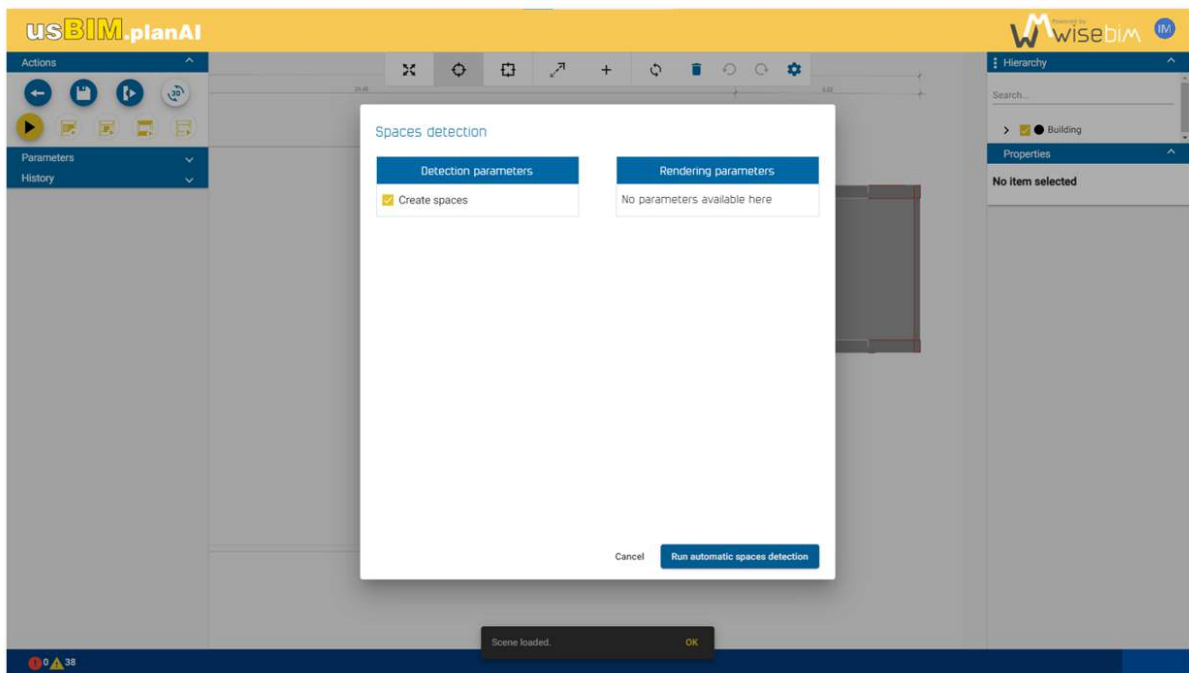 usBIM.planAI
Powered by
wisebim
IM
Actions
3D
Parameters
History
Hierarchy
Search...
Building
Properties
No item selected
Spaces detection
Detection parameters
Create spaces
Rendering parameters
No parameters available here
Cancel
Run automatic spaces detection
Scene loaded.
OK
0
38